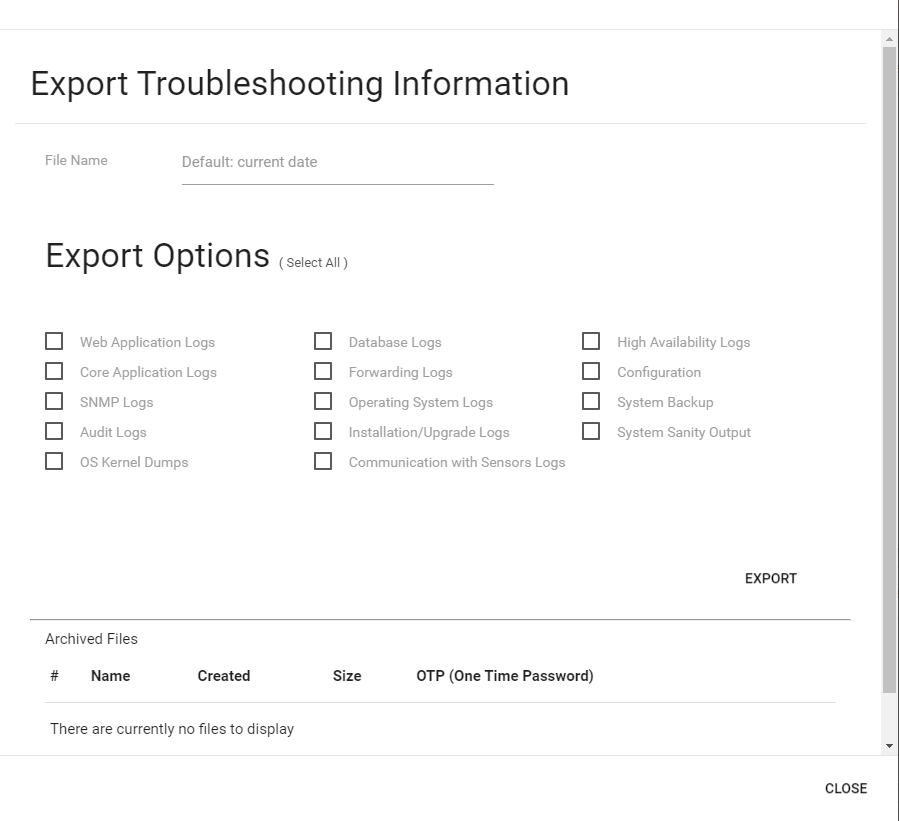 Export Troubleshooting Information
File Name Default: current date
Export Options ( Select All )
Web Application Logs Database Logs High Availability Logs
Core Application Logs Forwarding Logs Configuration
SNMP Logs Operating System Logs System Backup
Audit Logs Installation/Upgrade Logs System Sanity Output
OS Kernel Dumps Communication with Sensors Logs
EXPORT
Archived Files
# Name Created Size OTP (One Time Password)
There are currently no files to display
CLOSE